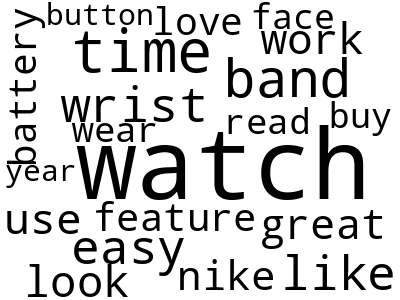 button love face
battery time work
band
wrist
wear read buy
year watch
use feature great
easy
look nike like